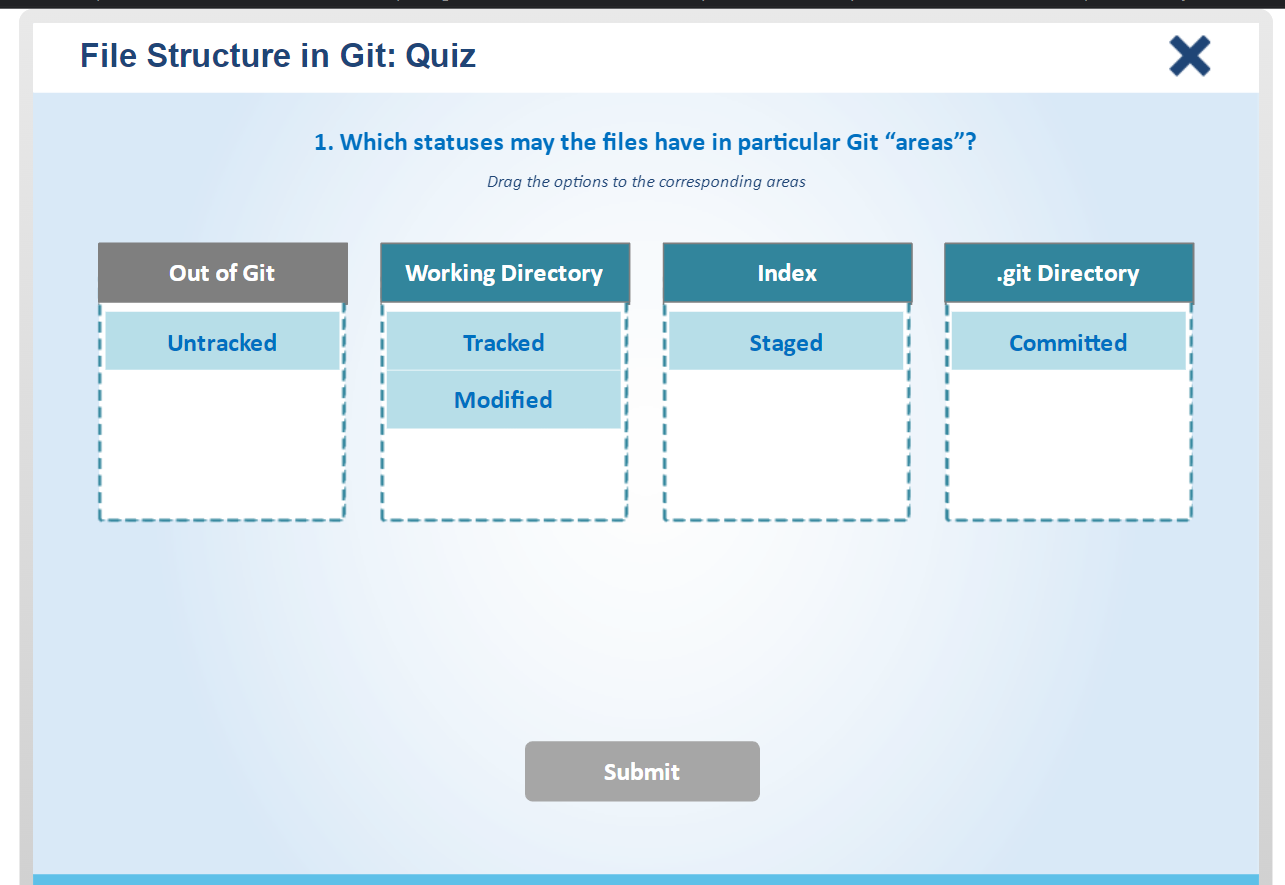 File Structure in Git: Quiz
1. Which statuses may the files have in particular Git “areas”?
Drag the options to the corresponding areas
Out of Git
Working Directory
Index
.git Directory
Untracked
Tracked
Staged
Committed
Modified
Submit